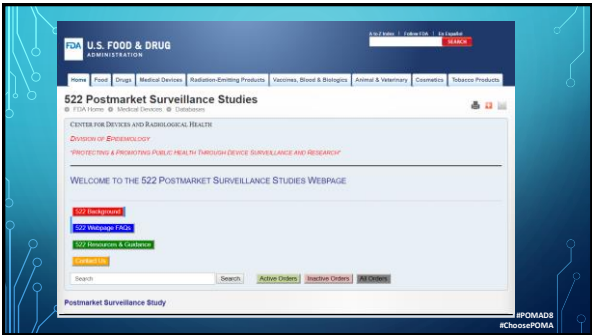 A to Z Index | Follow FDA | En Español
SEARCH
FDA U.S. FOOD & DRUG
ADMINISTRATION
Home Food Drugs Medical Devices Radiation-Emitting Products Vaccines, Blood & Biologics Animal & Veterinary Cosmetics Tobacco Products
522 Postmarket Surveillance Studies
FDA Home Medical Devices Databases
CENTER FOR DEVICES AND RADIOLOGICAL HEALTH
DIVISION OF EPIDEMIOLOGY
"PROTECTING & PROMOTING PUBLIC HEALTH THROUGH DEVICE SURVEILLANCE AND RESEARCH"
WELCOME TO THE 522 POSTMARKET SURVEILLANCE STUDIES WEBPAGE
522 Background
522 Webpage FAQs
522 Resources & Guidance
Contact Us
Search Search Active Orders Inactive Orders All Orders
Postmarket Surveillance Study
#POMAD8
#ChoosePOMA